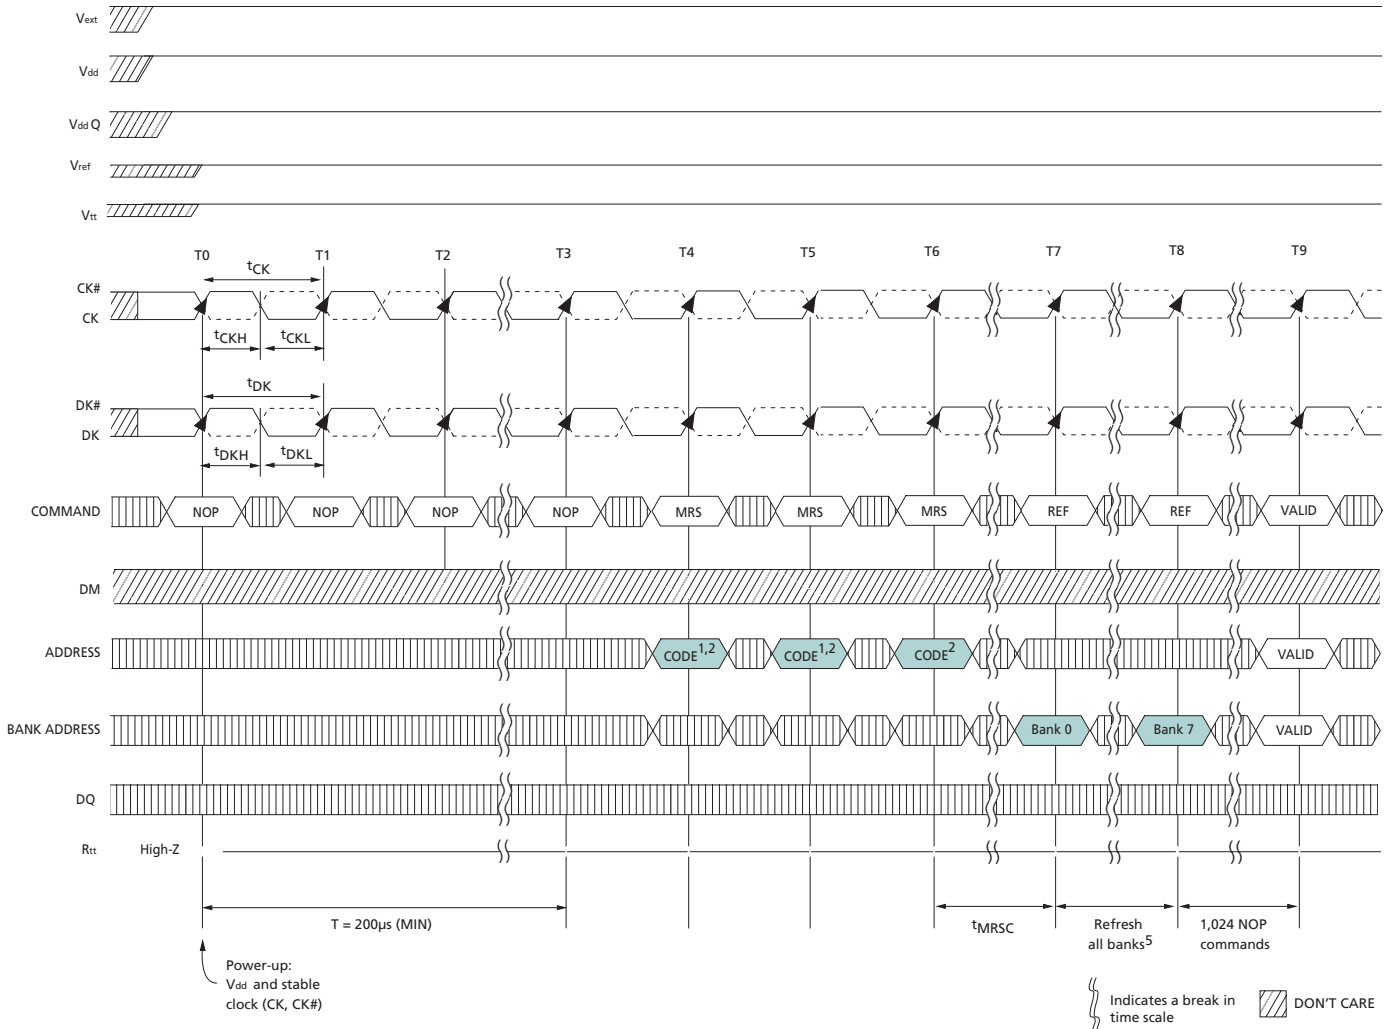 Vext
Vdd
Vdd Q
Vref
Vtt
T0 T1 T2 T3 T4 T5 T6 T7 T8 T9
tCK
CK#
CK
tCKH tCKL
tDK
DK#
DK
tDKH tDKL
COMMAND NOP NOP NOP NOP MRS MRS MRS REF REF VALID
DM
ADDRESS CODE1,2 CODE1,2 CODE2 VALID
BANK ADDRESS Bank 0 Bank 7 VALID
DQ
Rtt High-Z
T = 200µs (MIN)
tMRSC
Refresh
all banks5
1,024 NOP
commands
Power-up:
Vdd and stable
clock (CK, CK#)
Indicates a break in
time scale
DON'T CARE